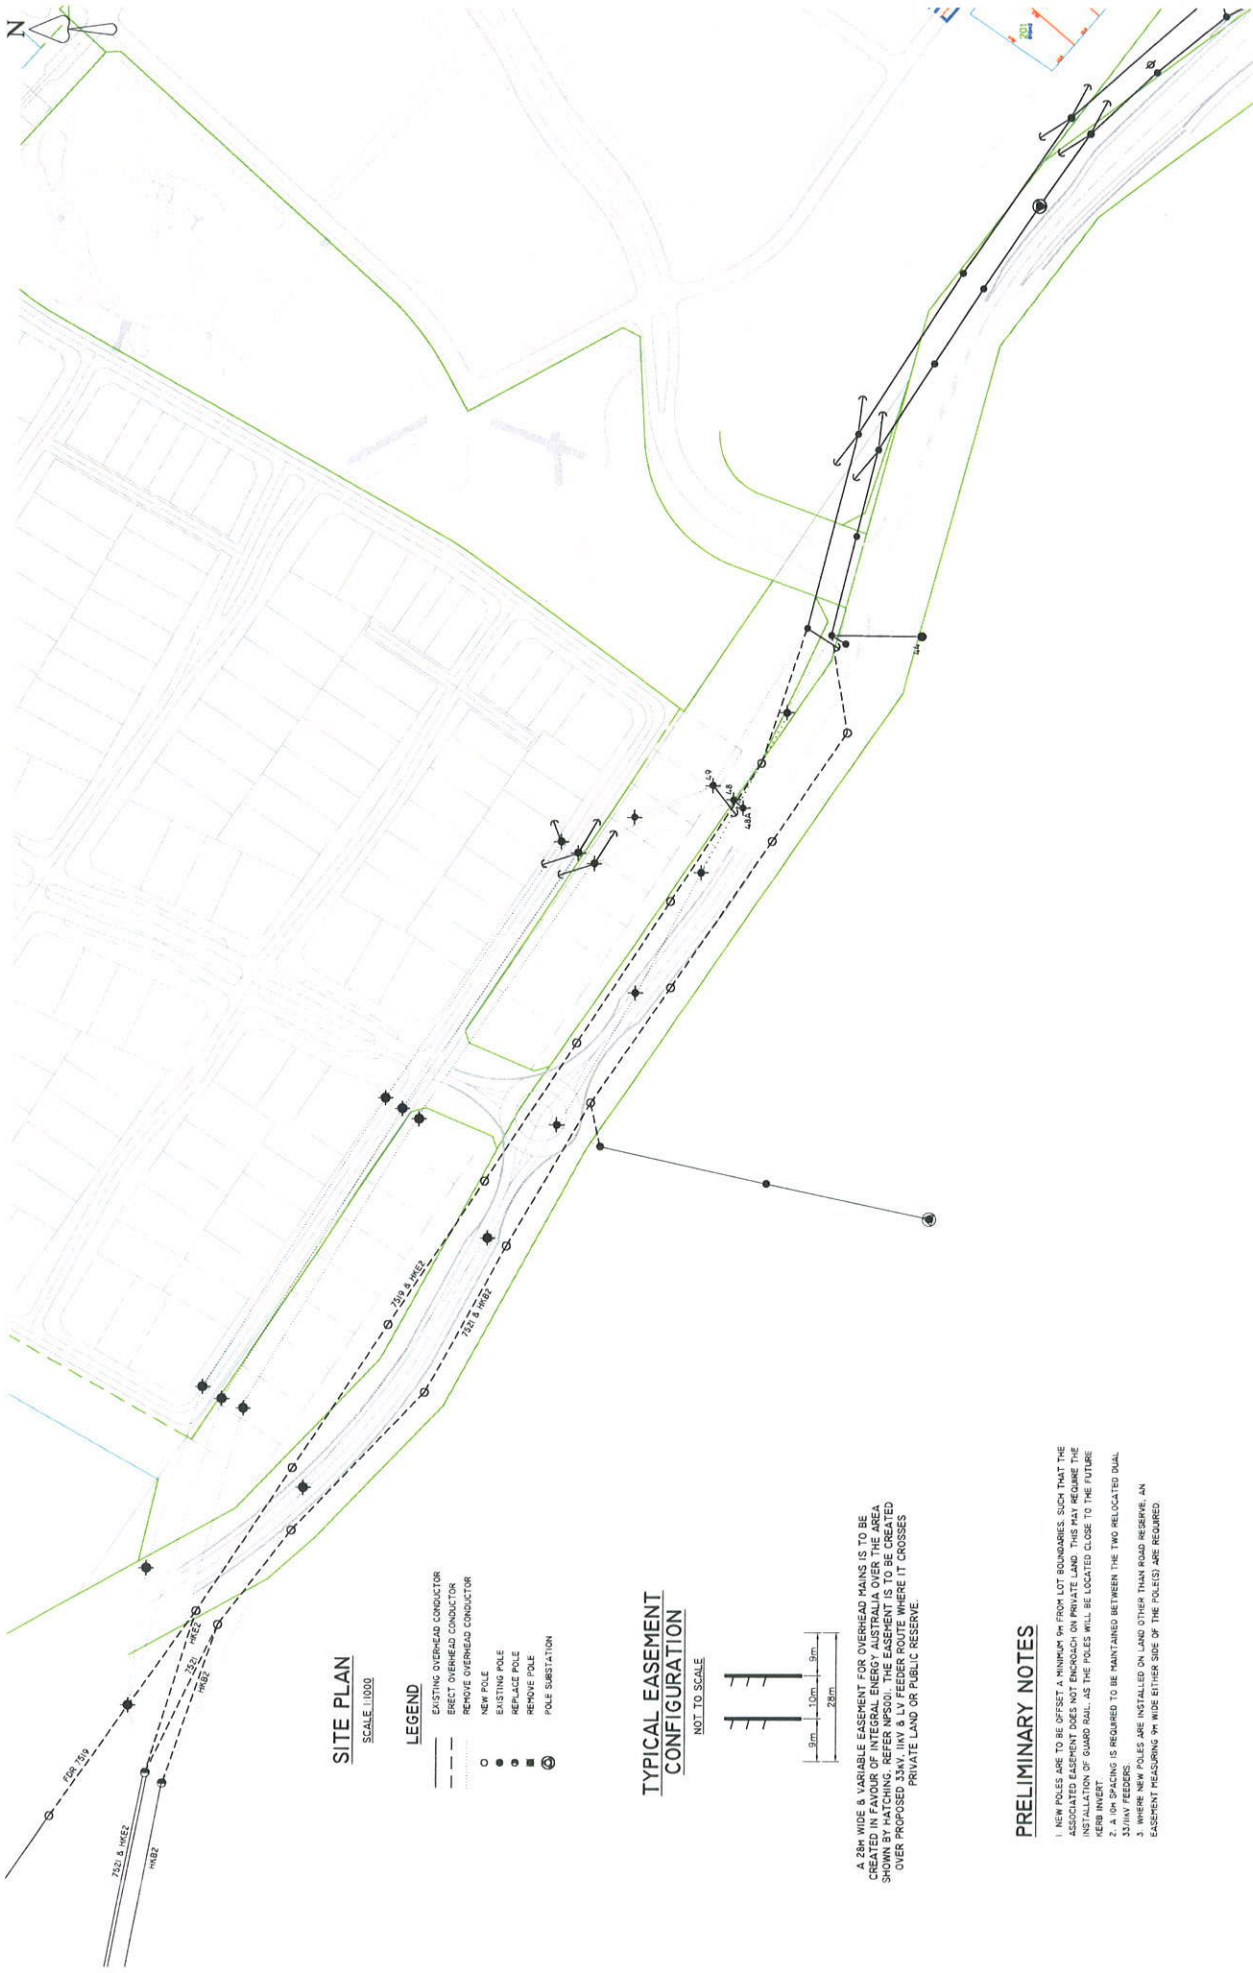 N
201
FDR 7519
7521 & HKE2
HKB2
HKE2
7521
HKB2
7519 & HKE2
7521 & HKB2
49
48
48A
44
SITE PLAN
SCALE 1:1000
LEGEND
EXISTING OVERHEAD CONDUCTOR
ERECT OVERHEAD CONDUCTOR
REMOVE OVERHEAD CONDUCTOR
NEW POLE
EXISTING POLE
REPLACE POLE
REMOVE POLE
POLE SUBSTATION
TYPICAL EASEMENT
CONFIGURATION
NOT TO SCALE
9m 10m 9m
28m
A 28M WIDE & VARIABLE EASEMENT FOR OVERHEAD MAINS IS TO BE
CREATED IN FAVOUR OF INTEGRAL ENERGY AUSTRALIA OVER THE AREA
SHOWN BY HATCHING. REFER NPS001. THE EASEMENT IS TO BE CREATED
OVER PROPOSED 33kV, 11kV & LV FEEDER ROUTE WHERE IT CROSSES
PRIVATE LAND OR PUBLIC RESERVE.
PRELIMINARY NOTES
1. NEW POLES ARE TO BE OFFSET A MINIMUM 9M FROM LOT BOUNDARIES, SUCH THAT THE
ASSOCIATED EASEMENT DOES NOT ENCROACH ON PRIVATE LAND. THIS MAY REQUIRE THE
INSTALLATION OF GUARD RAIL, AS THE POLES WILL BE LOCATED CLOSE TO THE FUTURE
KERB INVERT.
2. A 10M SPACING IS REQUIRED TO BE MAINTAINED BETWEEN THE TWO RELOCATED DUAL
33/11kV FEEDERS.
3. WHERE NEW POLES ARE INSTALLED ON LAND OTHER THAN ROAD RESERVE, AN
EASEMENT MEASURING 9M WIDE EITHER SIDE OF THE POLE(S) ARE REQUIRED.